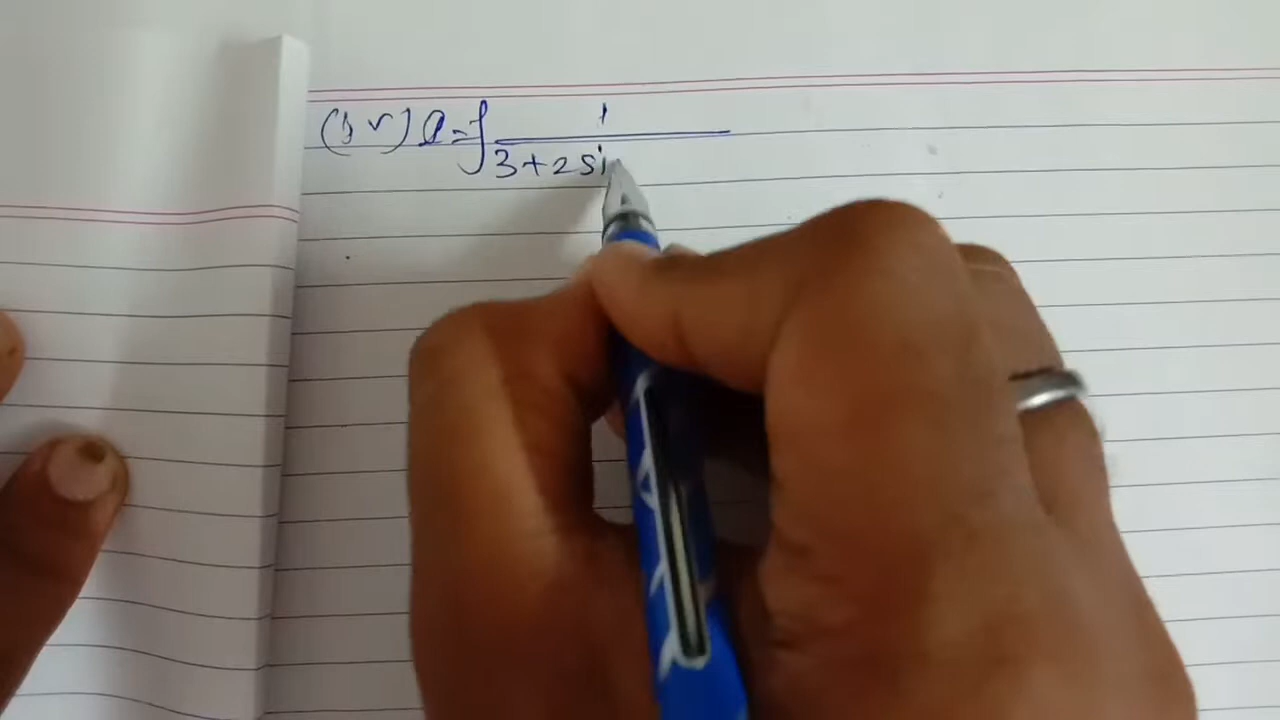 (iv) I = ∫ 1 / 3+2si